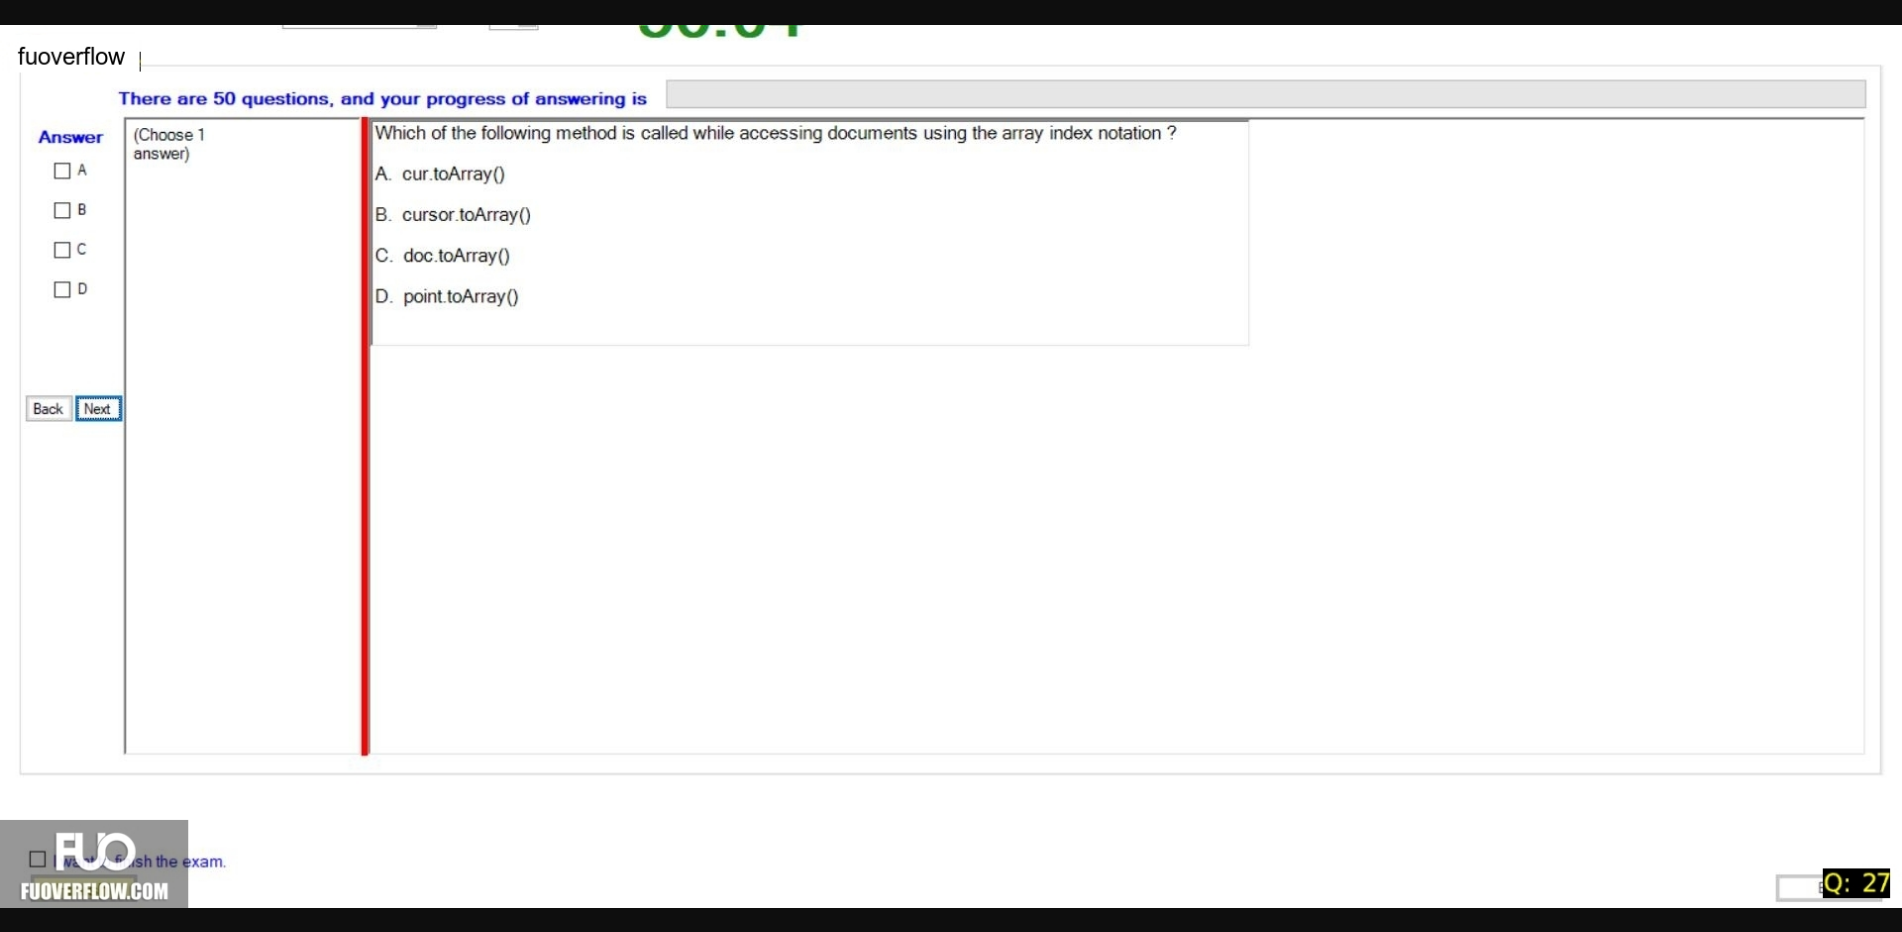 fuoverflow
There are 50 questions, and your progress of answering is
Answer
(Choose 1
answer)
A
B
C
D
Which of the following method is called while accessing documents using the array index notation ?
A. cur.toArray()
B. cursor.toArray()
C. doc.toArray()
D. point.toArray()
Back Next
FUO
sh the exam.
FUOVERFLOW.COM
Q: 27